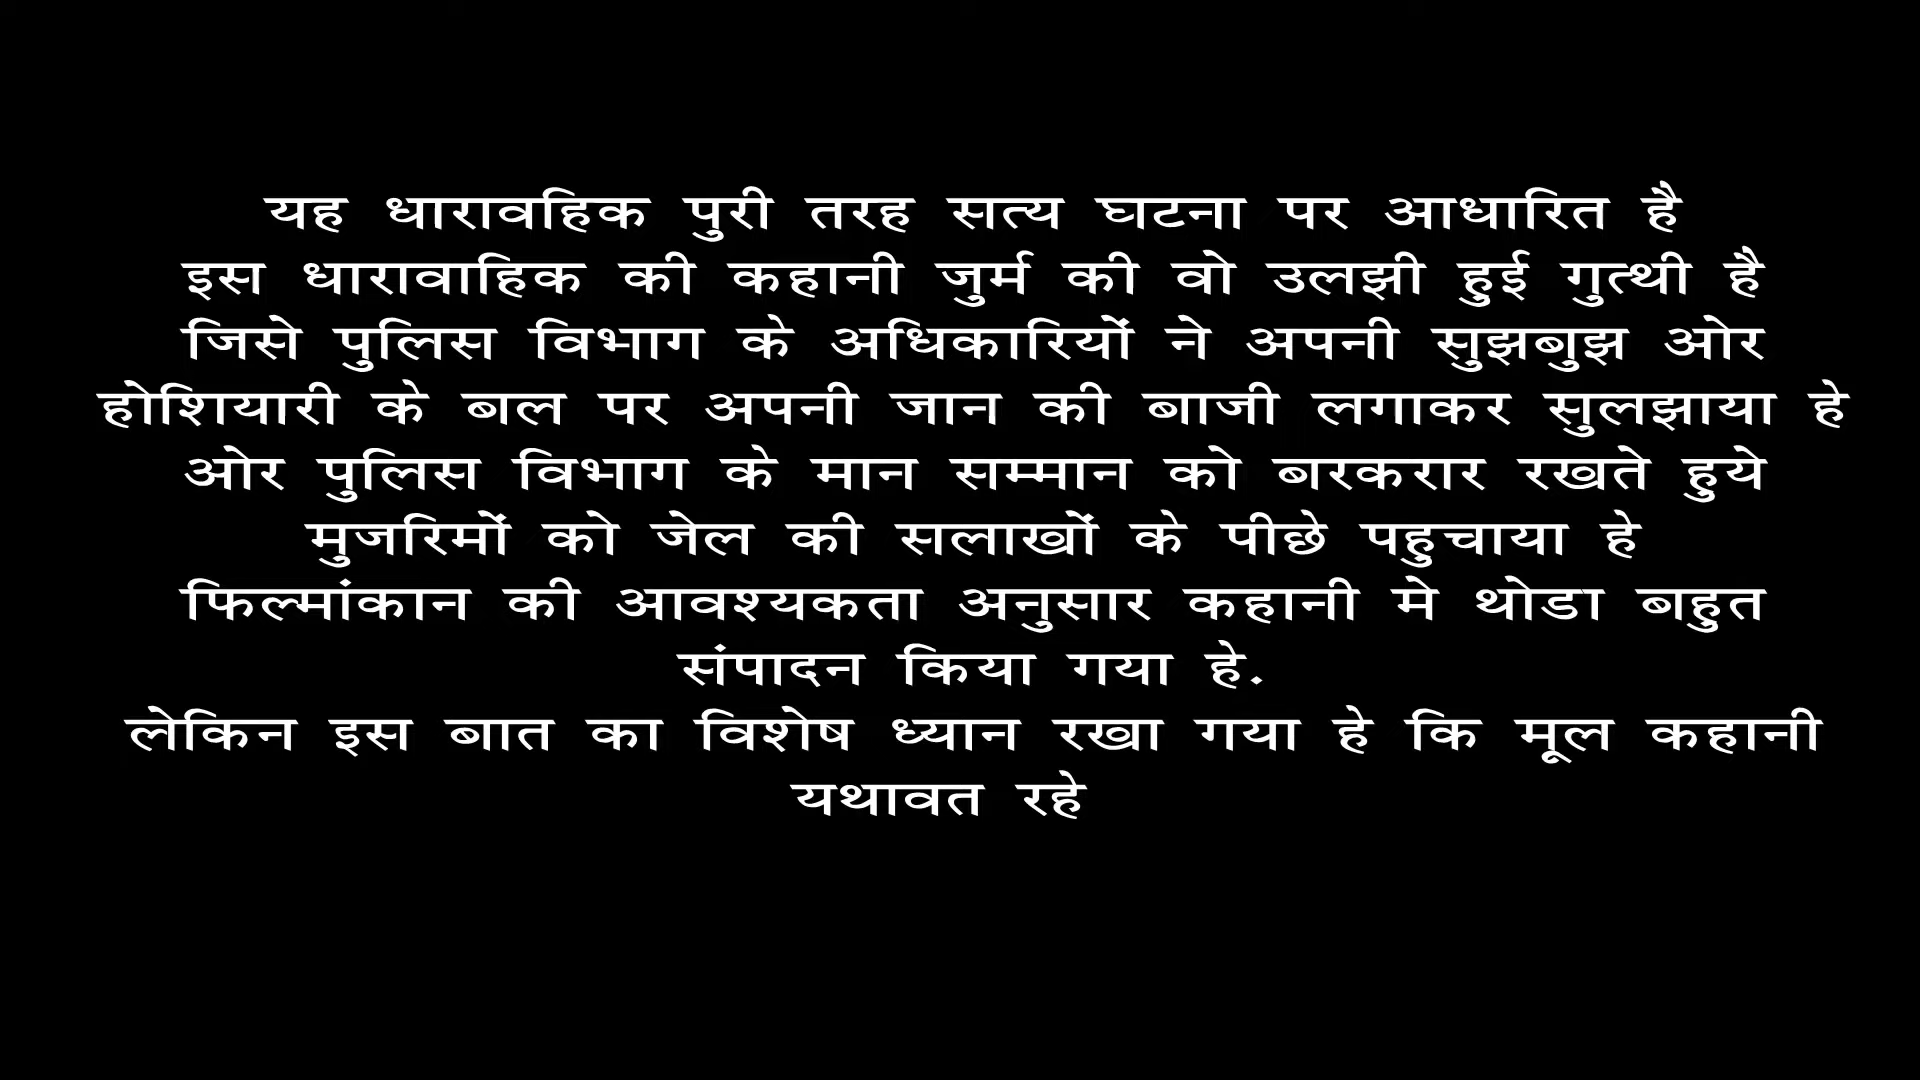 यह धारावहिक पुरी तरह सत्य घटना पर आधारित है
इस धारावाहिक की कहानी जुर्म की वो उलझी हुई गुत्थी है
जिसे पुलिस विभाग के अधिकारियों ने अपनी सुझबुझ ओर
होशियारी के बल पर अपनी जान की बाजी लगाकर सुलझाया हे
ओर पुलिस विभाग के मान सम्मान को बरकरार रखते हुये
मुजरिमों को जेल की सलाखों के पीछे पहुचाया हे
फिल्मांकान की आवश्यकता अनुसार कहानी मे थोडा बहुत
संपादन किया गया हे.
लेकिन इस बात का विशेष ध्यान रखा गया हे कि मूल कहानी
यथावत रहे